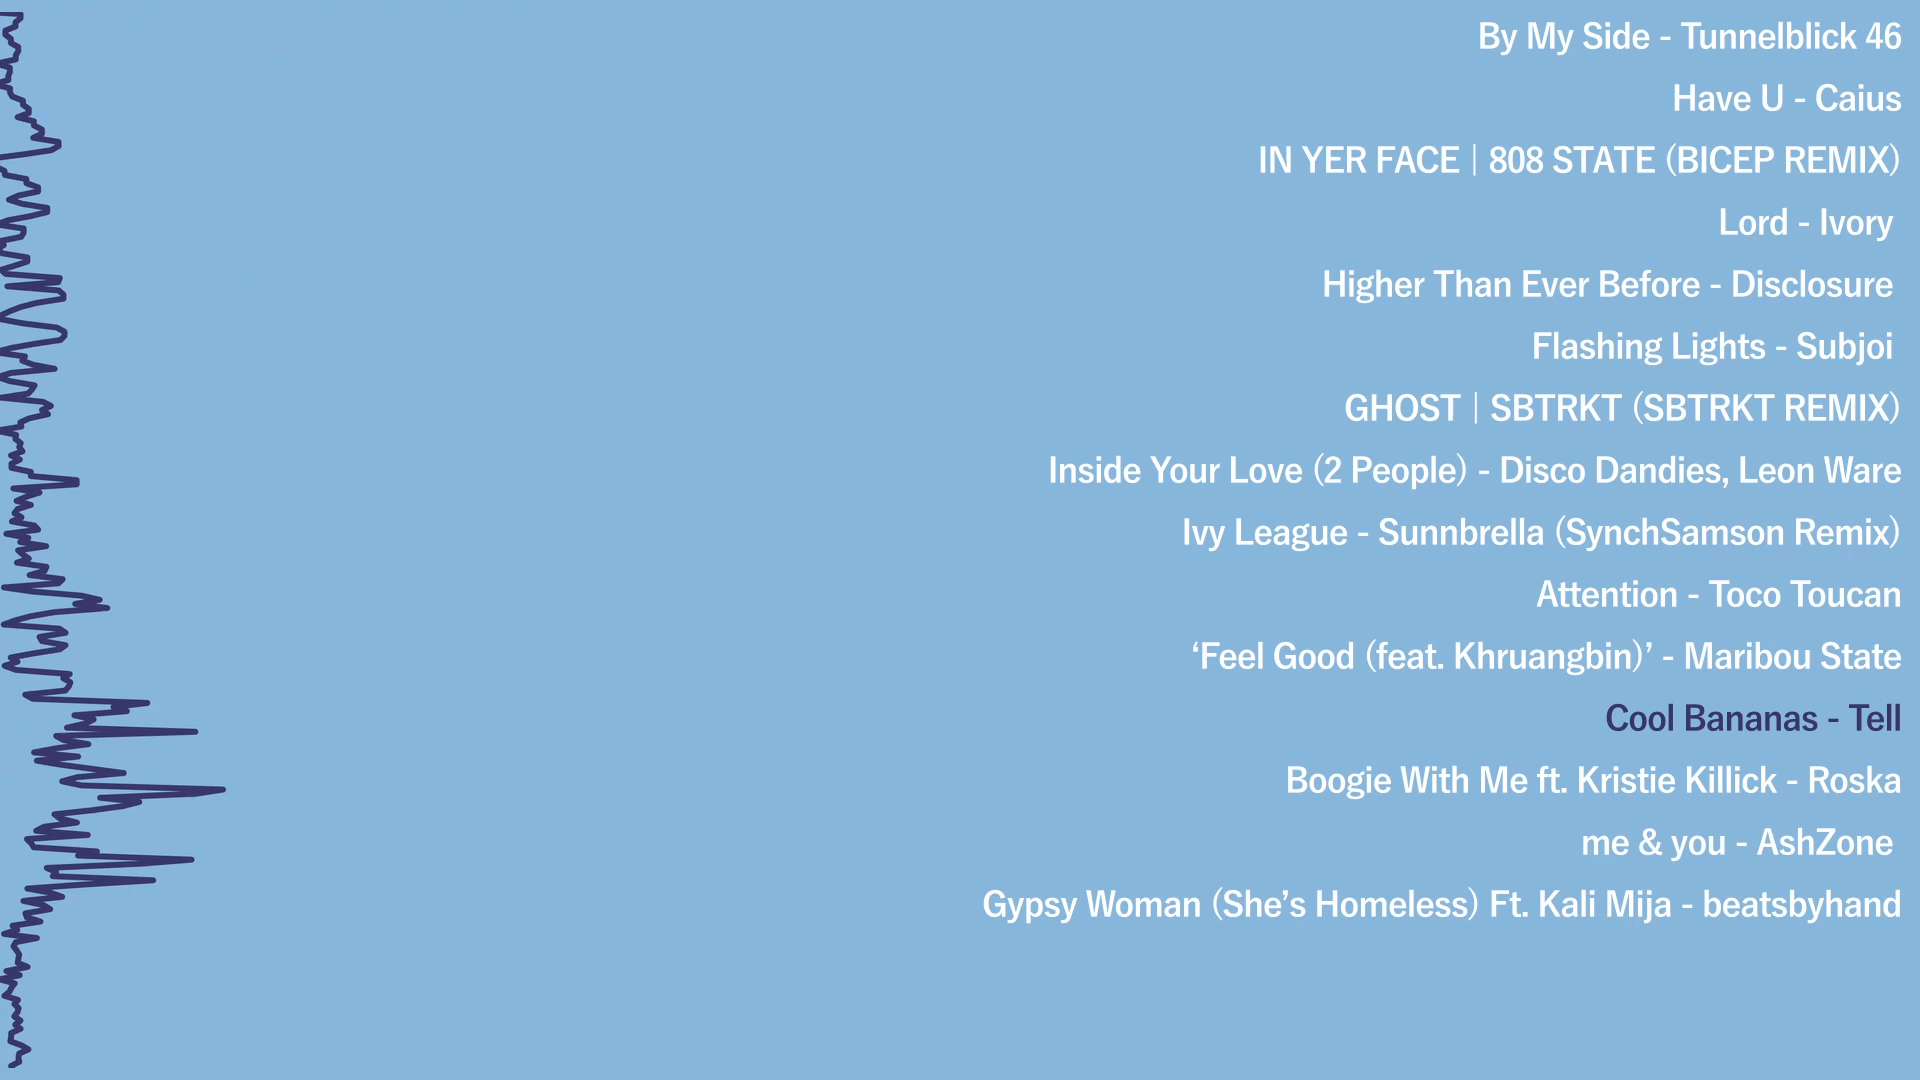 By My Side - Tunnelblick 46
Have U - Caius
IN YER FACE | 808 STATE (BICEP REMIX)
Lord - Ivory
Higher Than Ever Before - Disclosure
Flashing Lights - Subjoi
GHOST | SBTRKT (SBTRKT REMIX)
Inside Your Love (2 People) - Disco Dandies, Leon Ware
Ivy League - Sunnbrella (SynchSamson Remix)
Attention - Toco Toucan
‘Feel Good (feat. Khruangbin)’ - Maribou State
Cool Bananas - Tell
Boogie With Me ft. Kristie Killick - Roska
me & you - AshZone
Gypsy Woman (She’s Homeless) Ft. Kali Mija - beatsbyhand